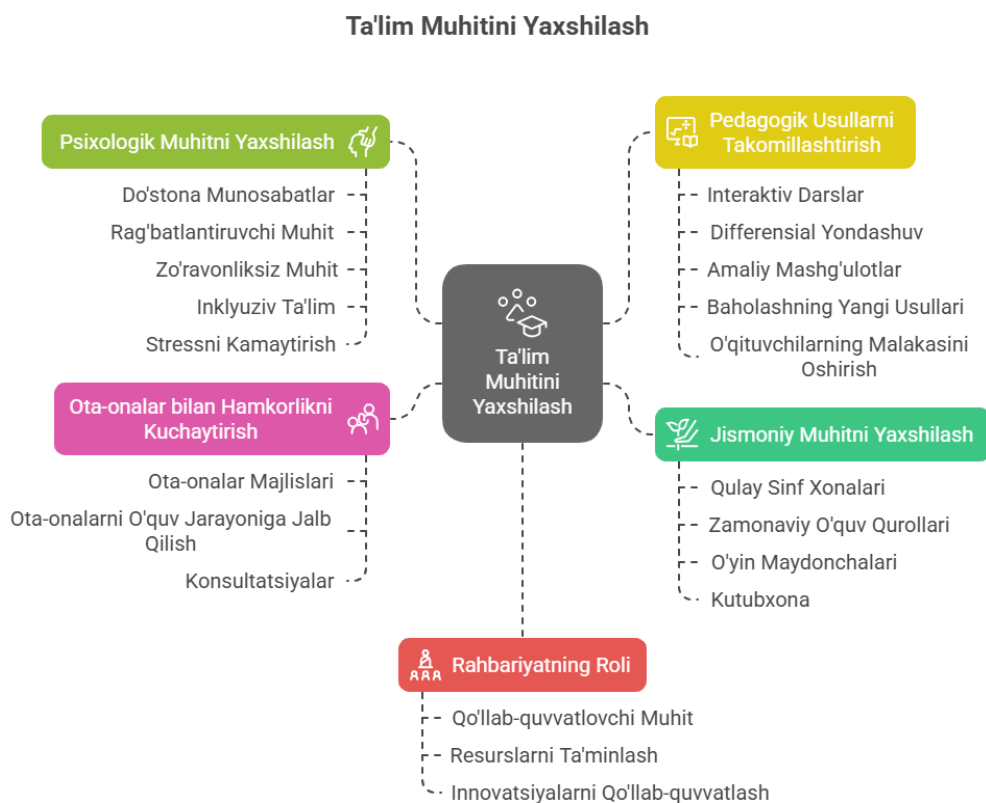 Ta'lim Muhitini Yaxshilash
Psixologik Muhitni Yaxshilash
Do'stona Munosabatlar
Rag'batlantiruvchi Muhit
Zo'ravonliksiz Muhit
Inklyuziv Ta'lim
Stressni Kamaytirish
Pedagogik Usullarni
Takomillashtirish
Interaktiv Darslar
Differensial Yondashuv
Amaliy Mashg'ulotlar
Baholashning Yangi Usullari
O'qituvchilarning Malakasini
Oshirish
Ta'lim
Muhitini
Yaxshilash
Ota-onalar bilan Hamkorlikni
Kuchaytirish
Ota-onalar Majlislari
Ota-onalarni O'quv Jarayoniga Jalb
Qilish
Konsultatsiyalar
Jismoniy Muhitni Yaxshilash
Qulay Sinf Xonalari
Zamonaviy O'quv Qurollari
O'yin Maydonchalari
Kutubxona
Rahbariyatning Roli
Qo'llab-quvvatlovchi Muhit
Resurslarni Ta'minlash
Innovatsiyalarni Qo'llab-quvvatlash